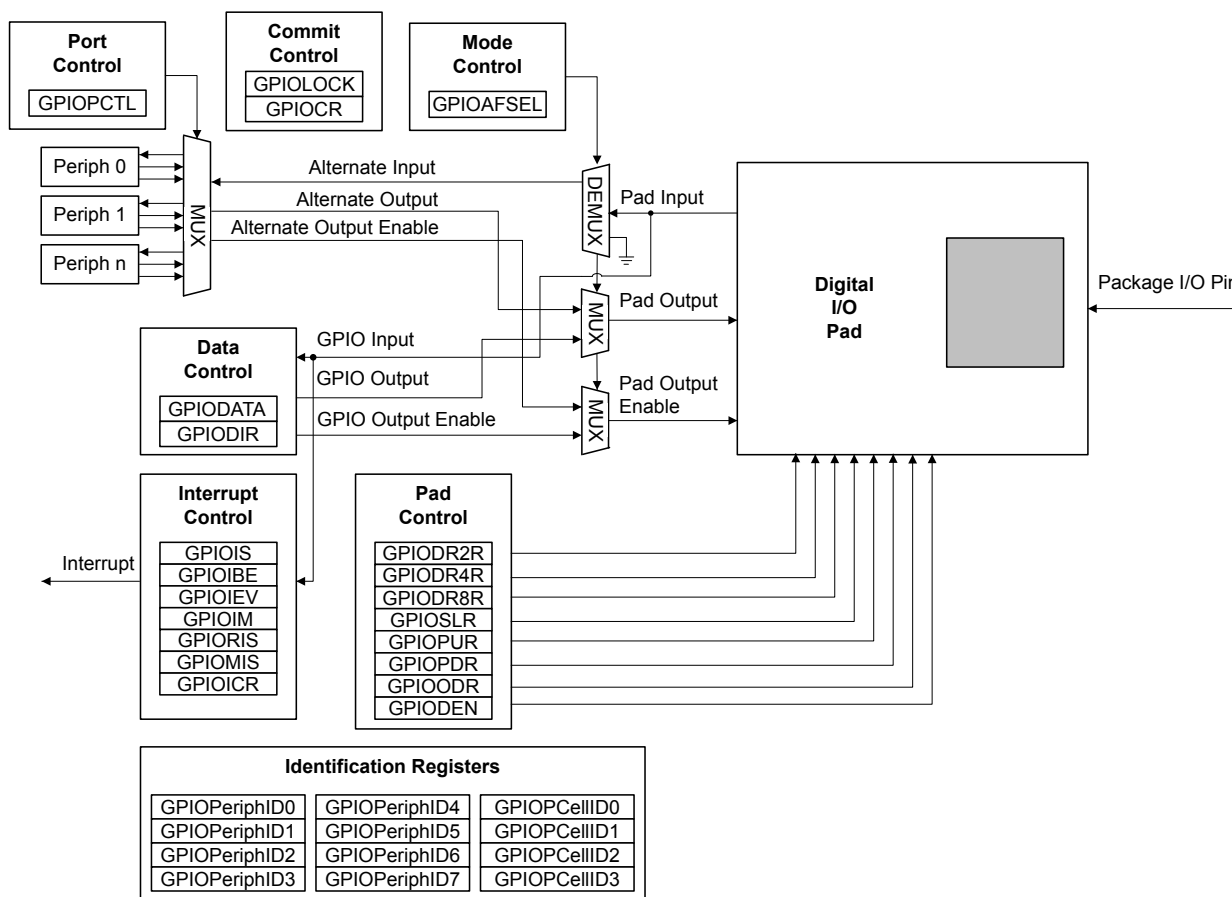 Port
Control
GPIOPCTL
Commit
Control
GPIOLOCK
GPIOCR
Mode
Control
GPIOAFSEL
Periph 0
Periph 1
Periph n
MUX
Alternate Input
Alternate Output
Alternate Output Enable
DEMUX
Pad Input
MUX
Pad Output
MUX
Pad Output
Enable
Digital
I/O
Pad
Package I/O Pin
Data
Control
GPIODATA
GPIODIR
GPIO Input
GPIO Output
GPIO Output Enable
Interrupt
Control
GPIOIS
GPIOIBE
GPIOIEV
GPIOIM
GPIORIS
GPIOMIS
GPIOICR
Interrupt
Pad
Control
GPIODR2R
GPIODR4R
GPIODR8R
GPIOSLR
GPIOPUR
GPIOPDR
GPIOODR
GPIODEN
Identification Registers
GPIOPeriphID0
GPIOPeriphID1
GPIOPeriphID2
GPIOPeriphID3
GPIOPeriphID4
GPIOPeriphID5
GPIOPeriphID6
GPIOPeriphID7
GPIOPCellID0
GPIOPCellID1
GPIOPCellID2
GPIOPCellID3